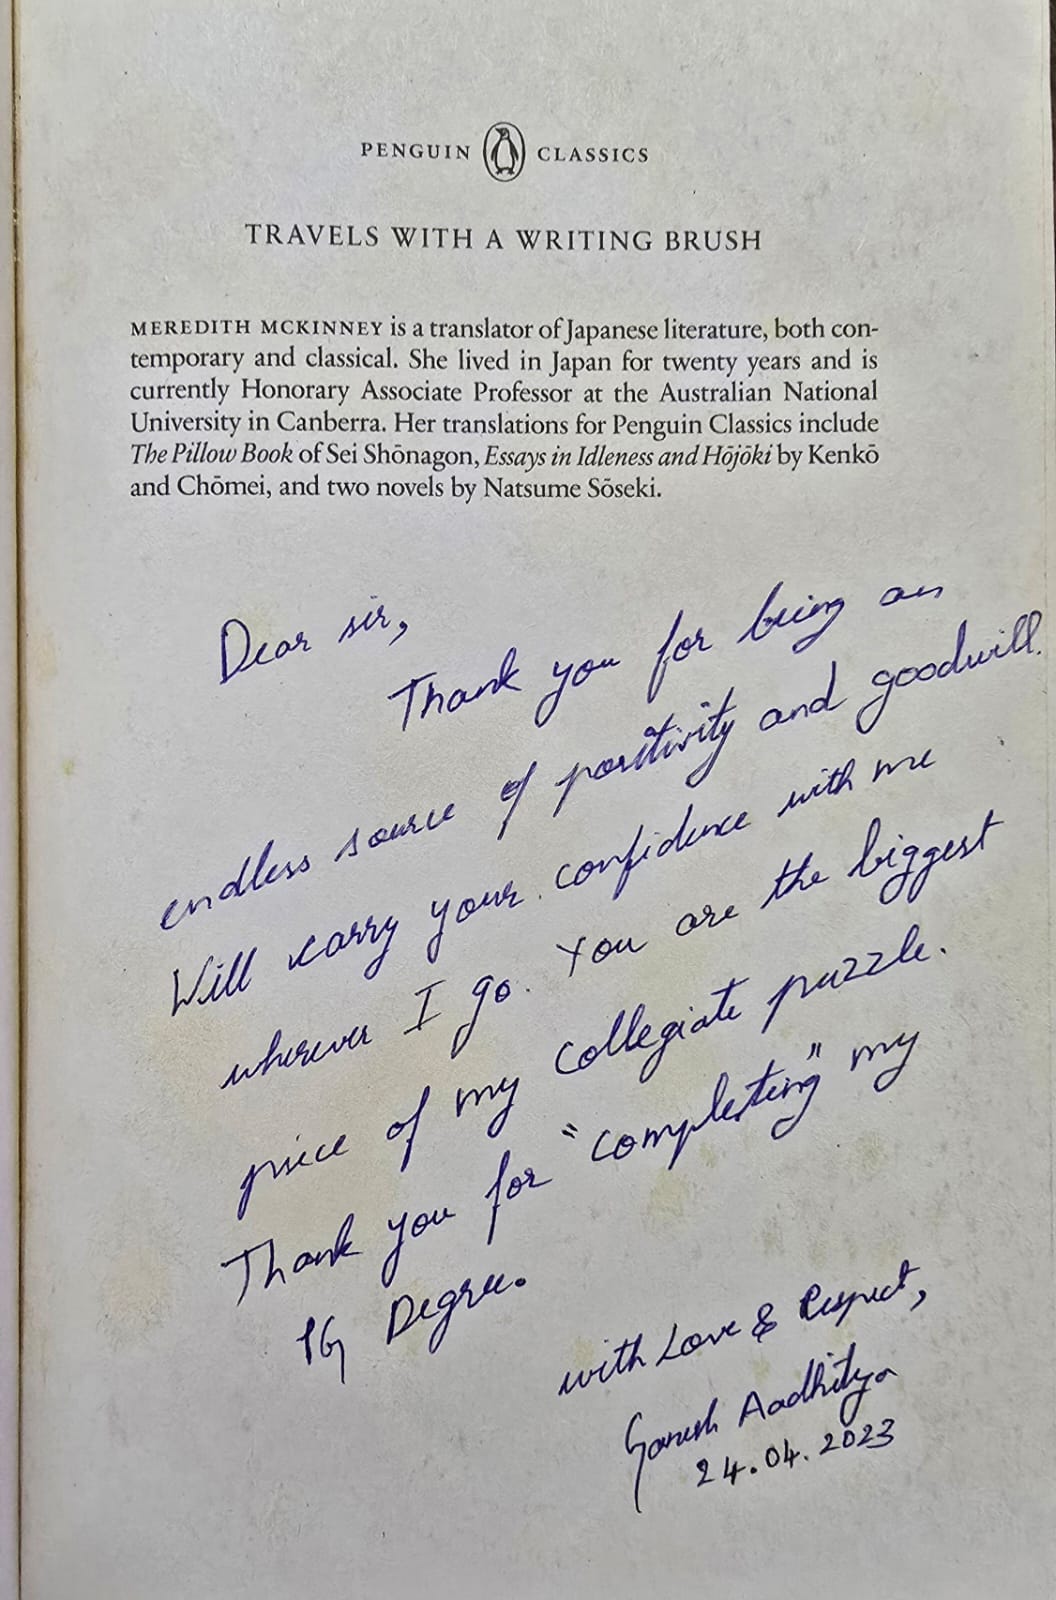 PENGUIN CLASSICS
TRAVELS WITH A WRITING BRUSH
MEREDITH MCKINNEY is a translator of Japanese literature, both con-
temporary and classical. She lived in Japan for twenty years and is
currently Honorary Associate Professor at the Australian National
University in Canberra. Her translations for Penguin Classics include
The Pillow Book of Sei Shōnagon, Essays in Idleness and Hōjōki by Kenkō
and Chōmei, and two novels by Natsume Sōseki.
Dear sir,
Thank you for being an
endless source of positivity and goodwill.
Will carry your confidence with me
wherever I go. You are the biggest
piece of my collegiate puzzle.
Thank you for "completing" my
PG Degree.
with Love & Respect,
Ganesh Aadhitya
24.04.2023